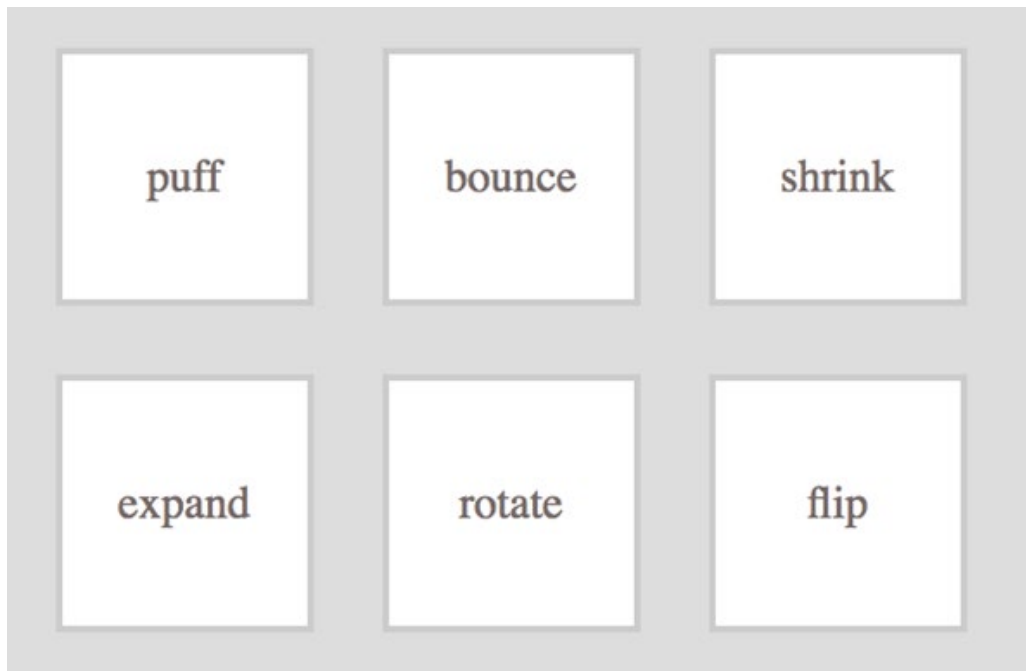 puff
bounce
shrink
expand
rotate
flip